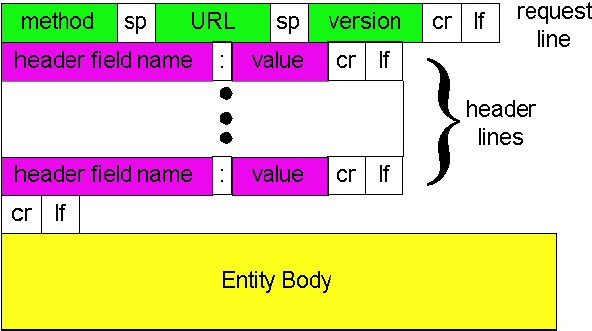 method sp URL sp version cr lf request line
header field name : value cr lf
header lines
header field name : value cr lf
cr lf
Entity Body